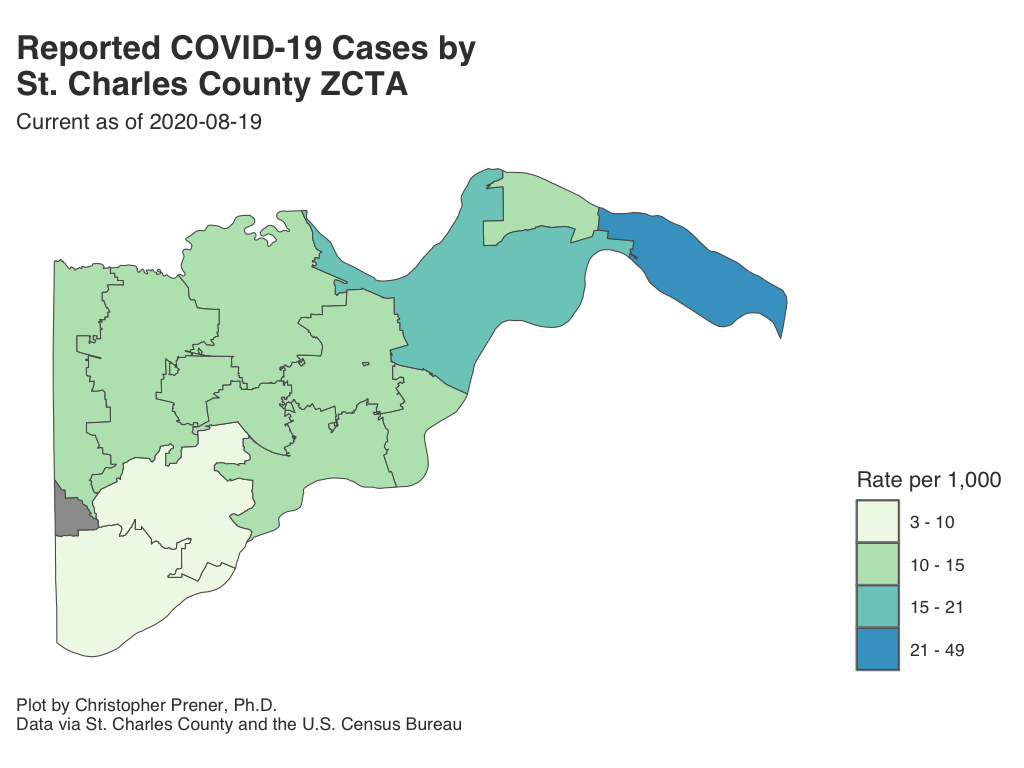 Reported COVID-19 Cases by
St. Charles County ZCTA
Current as of 2020-08-19
Rate per 1,000
3 - 10
10 - 15
15 - 21
21 - 49
Plot by Christopher Prener, Ph.D.
Data via St. Charles County and the U.S. Census Bureau